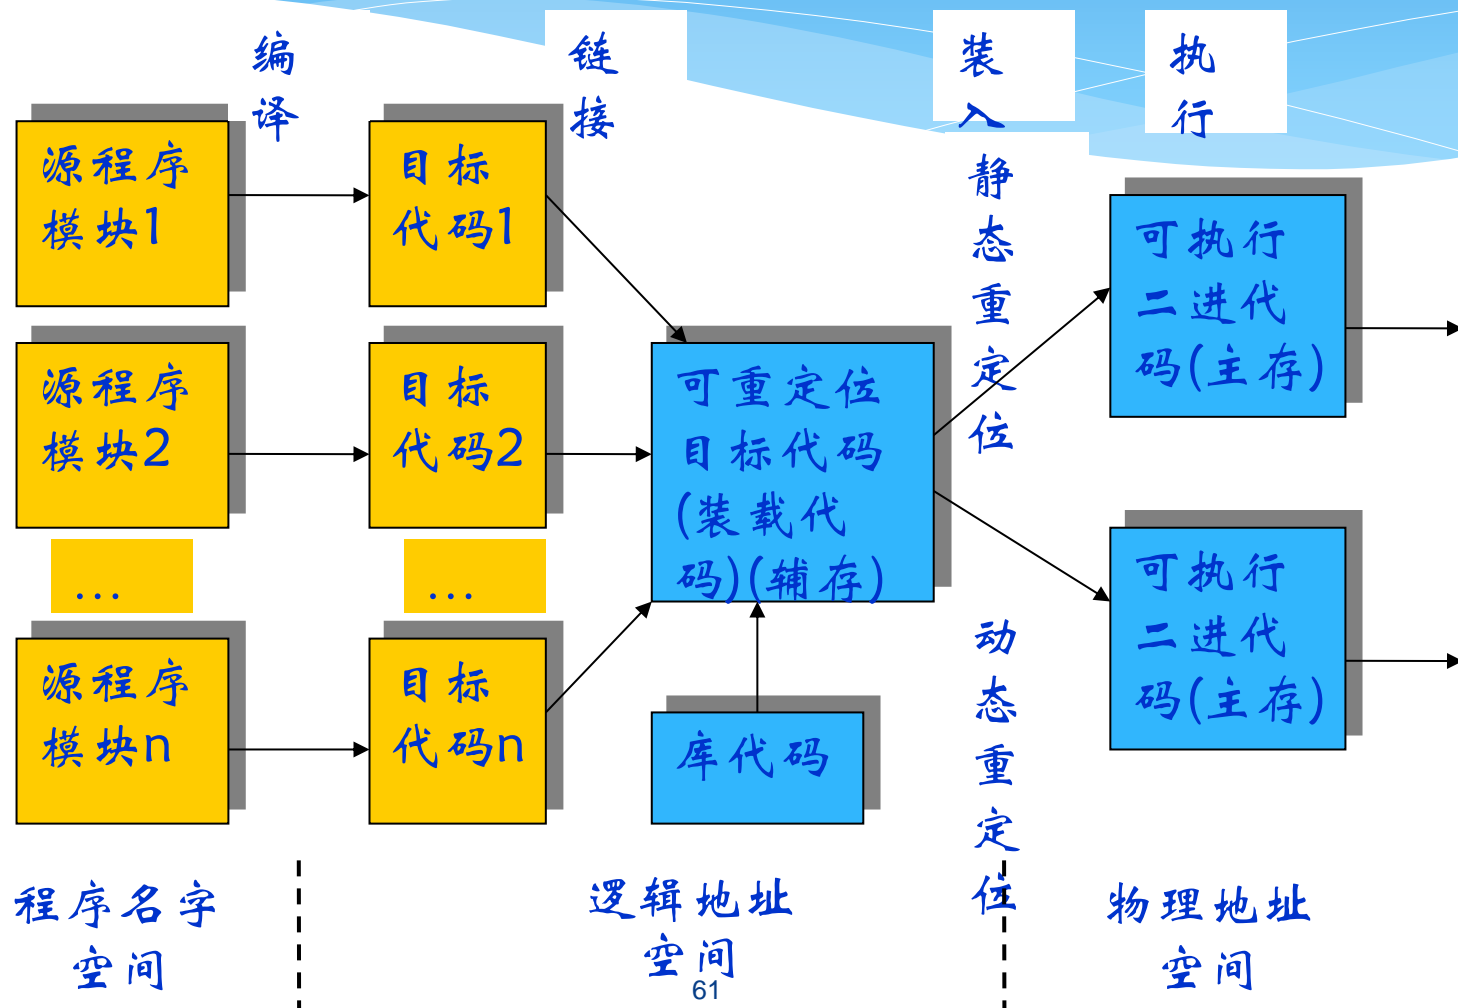 编
译
链
接
装
入
执
行
源程序
模块1
目标
代码1
静
态
重
定
位
可执行
二进代
码(主存)
源程序
模块2
目标
代码2
可重定位
目标代码
(装载代
码)(辅存)
…
…
可执行
二进代
码(主存)
源程序
模块n
目标
代码n
库代码
动
态
重
定
位
程序名字
空间
逻辑地址
空间
物理地址
空间
61